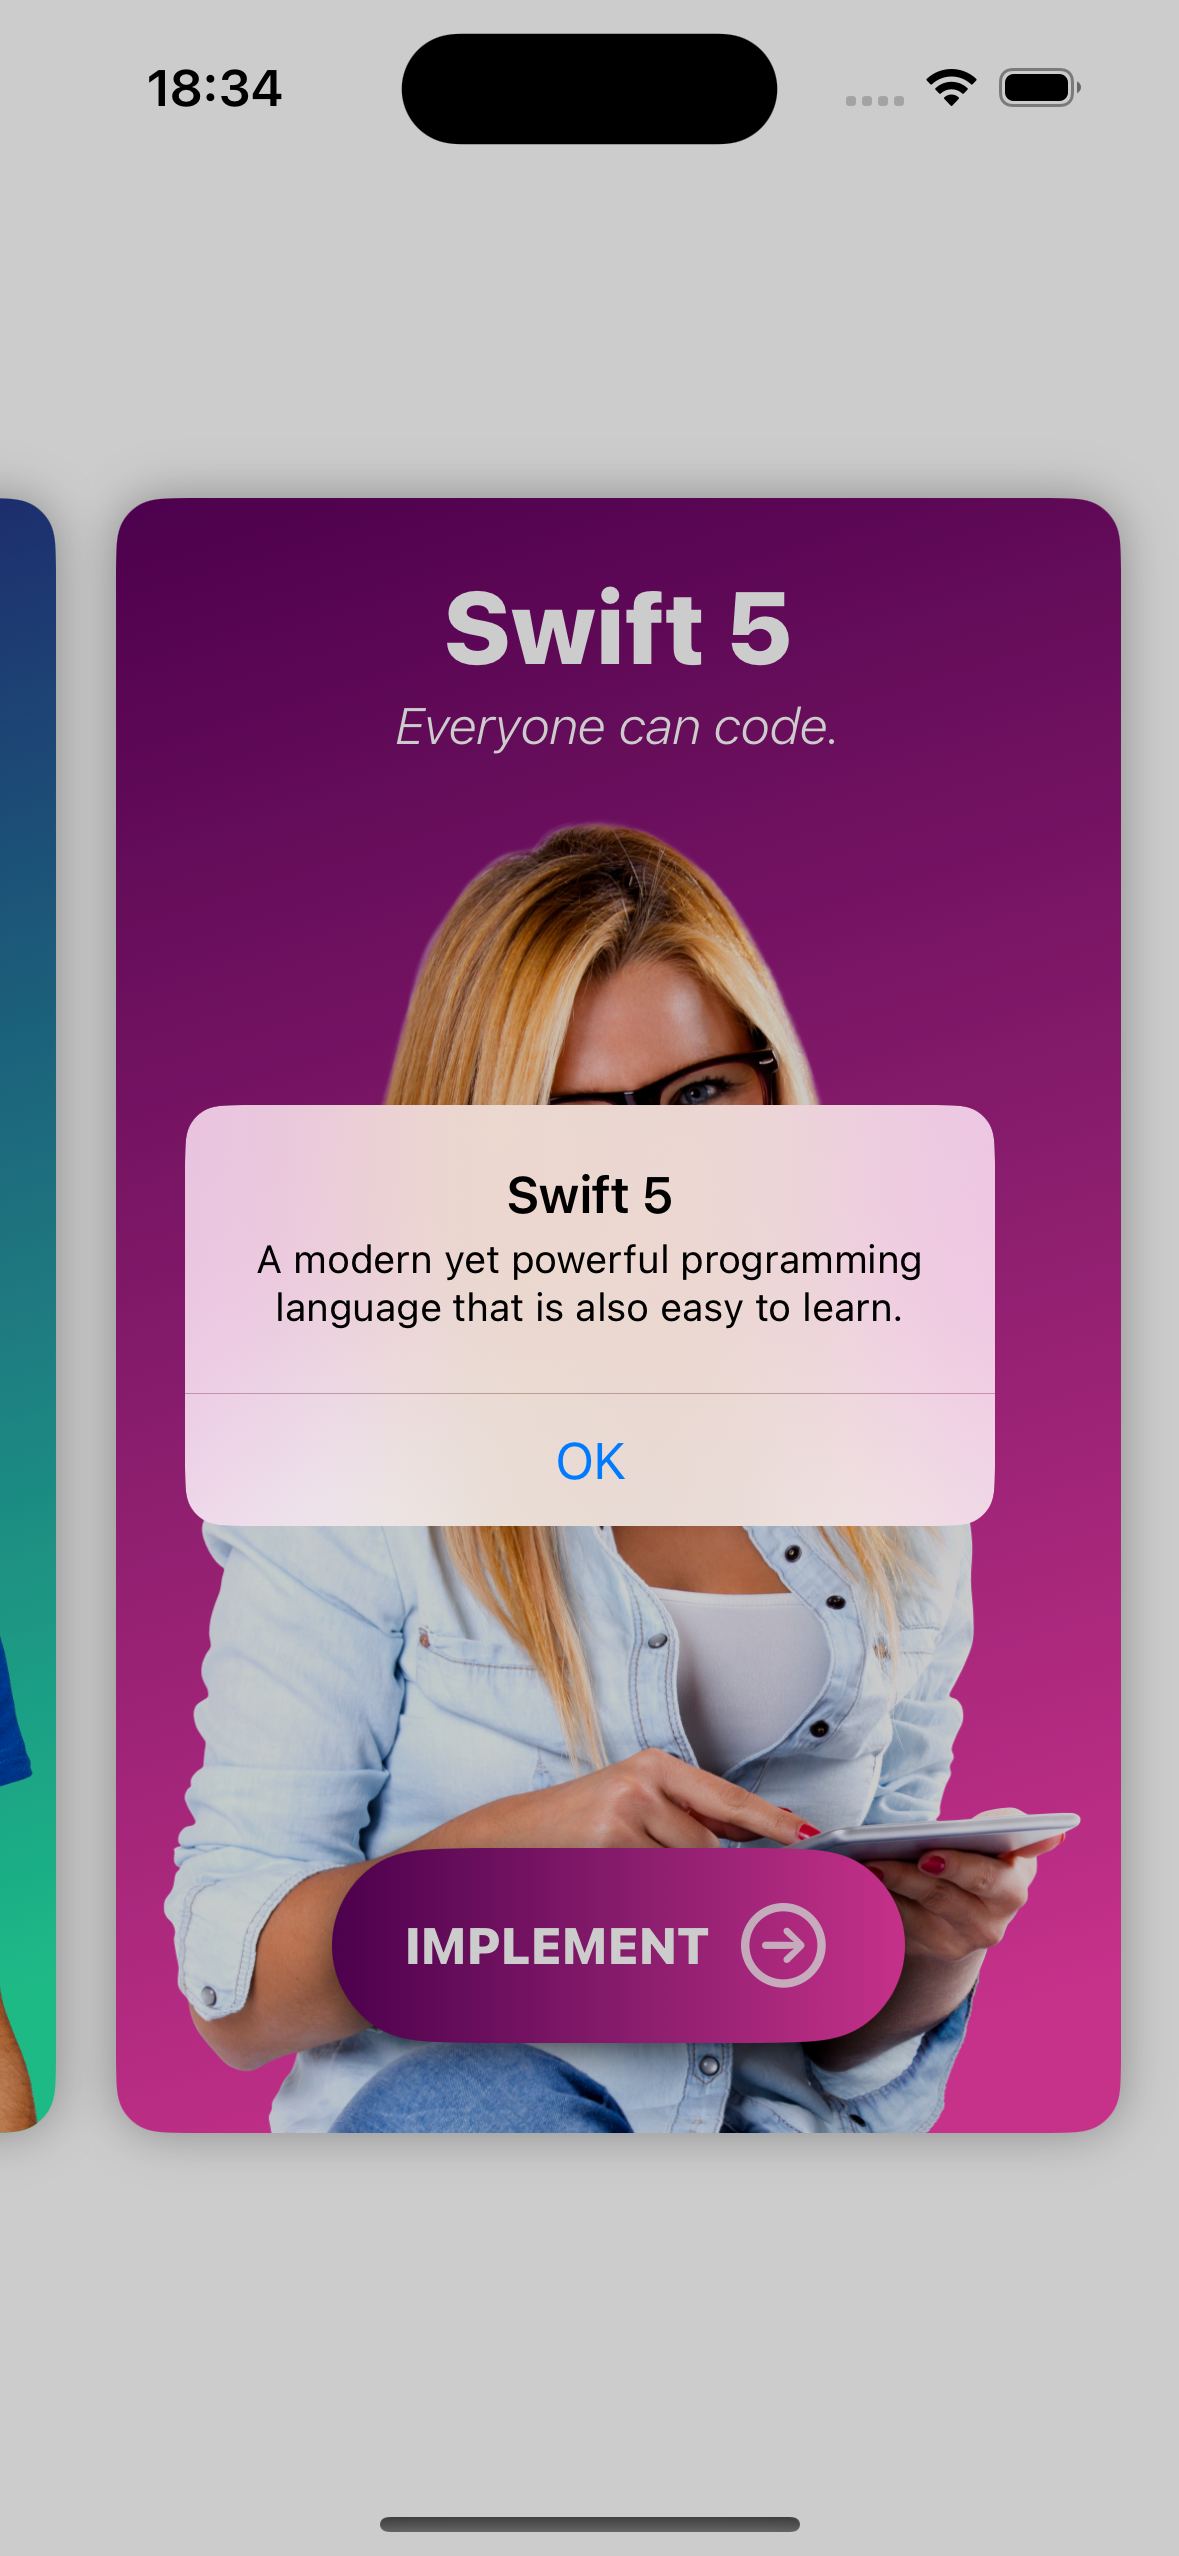 18:34
Swift 5
Everyone can code.
Swift 5
A modern yet powerful programming
language that is also easy to learn.
OK
IMPLEMENT